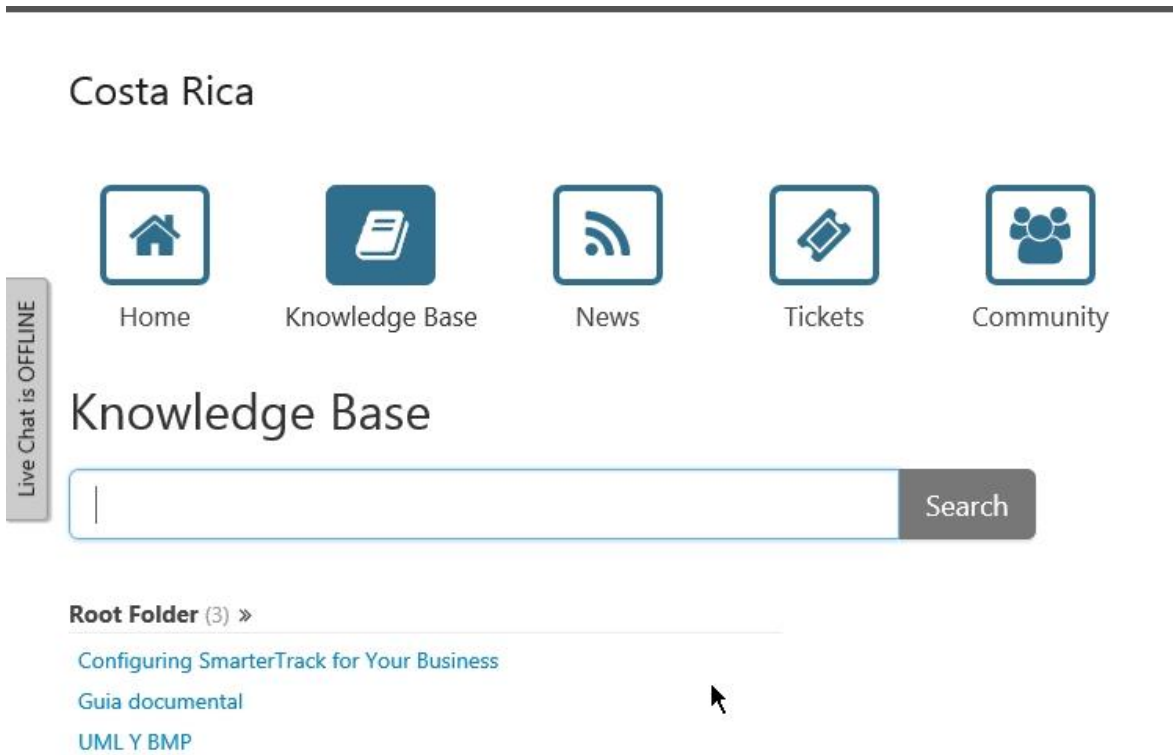 Costa Rica
Home
Knowledge Base
News
Tickets
Community
Live Chat is OFFLINE
Knowledge Base
Search
Root Folder (3) »
Configuring SmarterTrack for Your Business
Guia documental
UML Y BMP